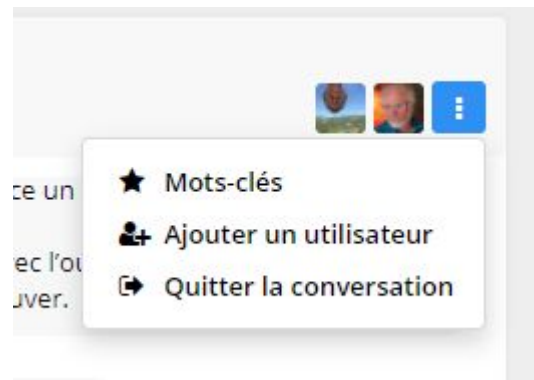 ce un
Mots-clés
Ajouter un utilisateur
ec l'ou
uver.
Quitter la conversation